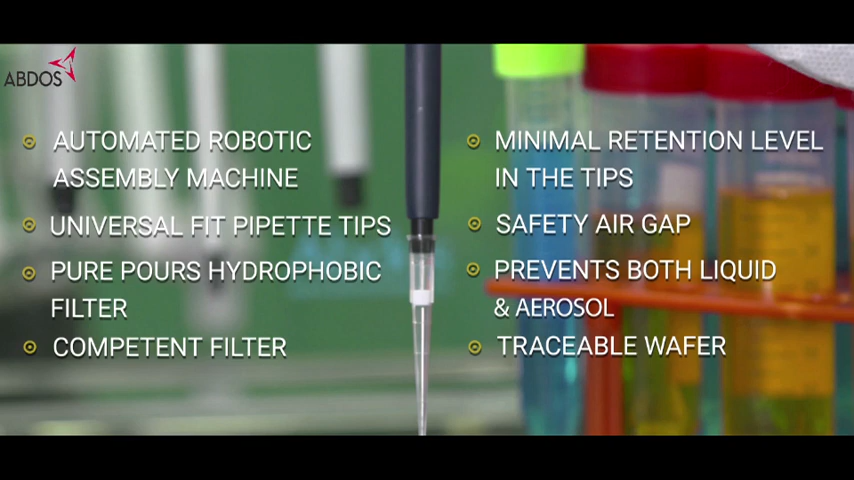 ABDOS
AUTOMATED ROBOTIC
ASSEMBLY MACHINE
UNIVERSAL FIT PIPETTE TIPS
PURE POURS HYDROPHOBIC
FILTER
COMPETENT FILTER
MINIMAL RETENTION LEVEL
IN THE TIPS
SAFETY AIR GAP
PREVENTS BOTH LIQUID
& AEROSOL
TRACEABLE WAFER